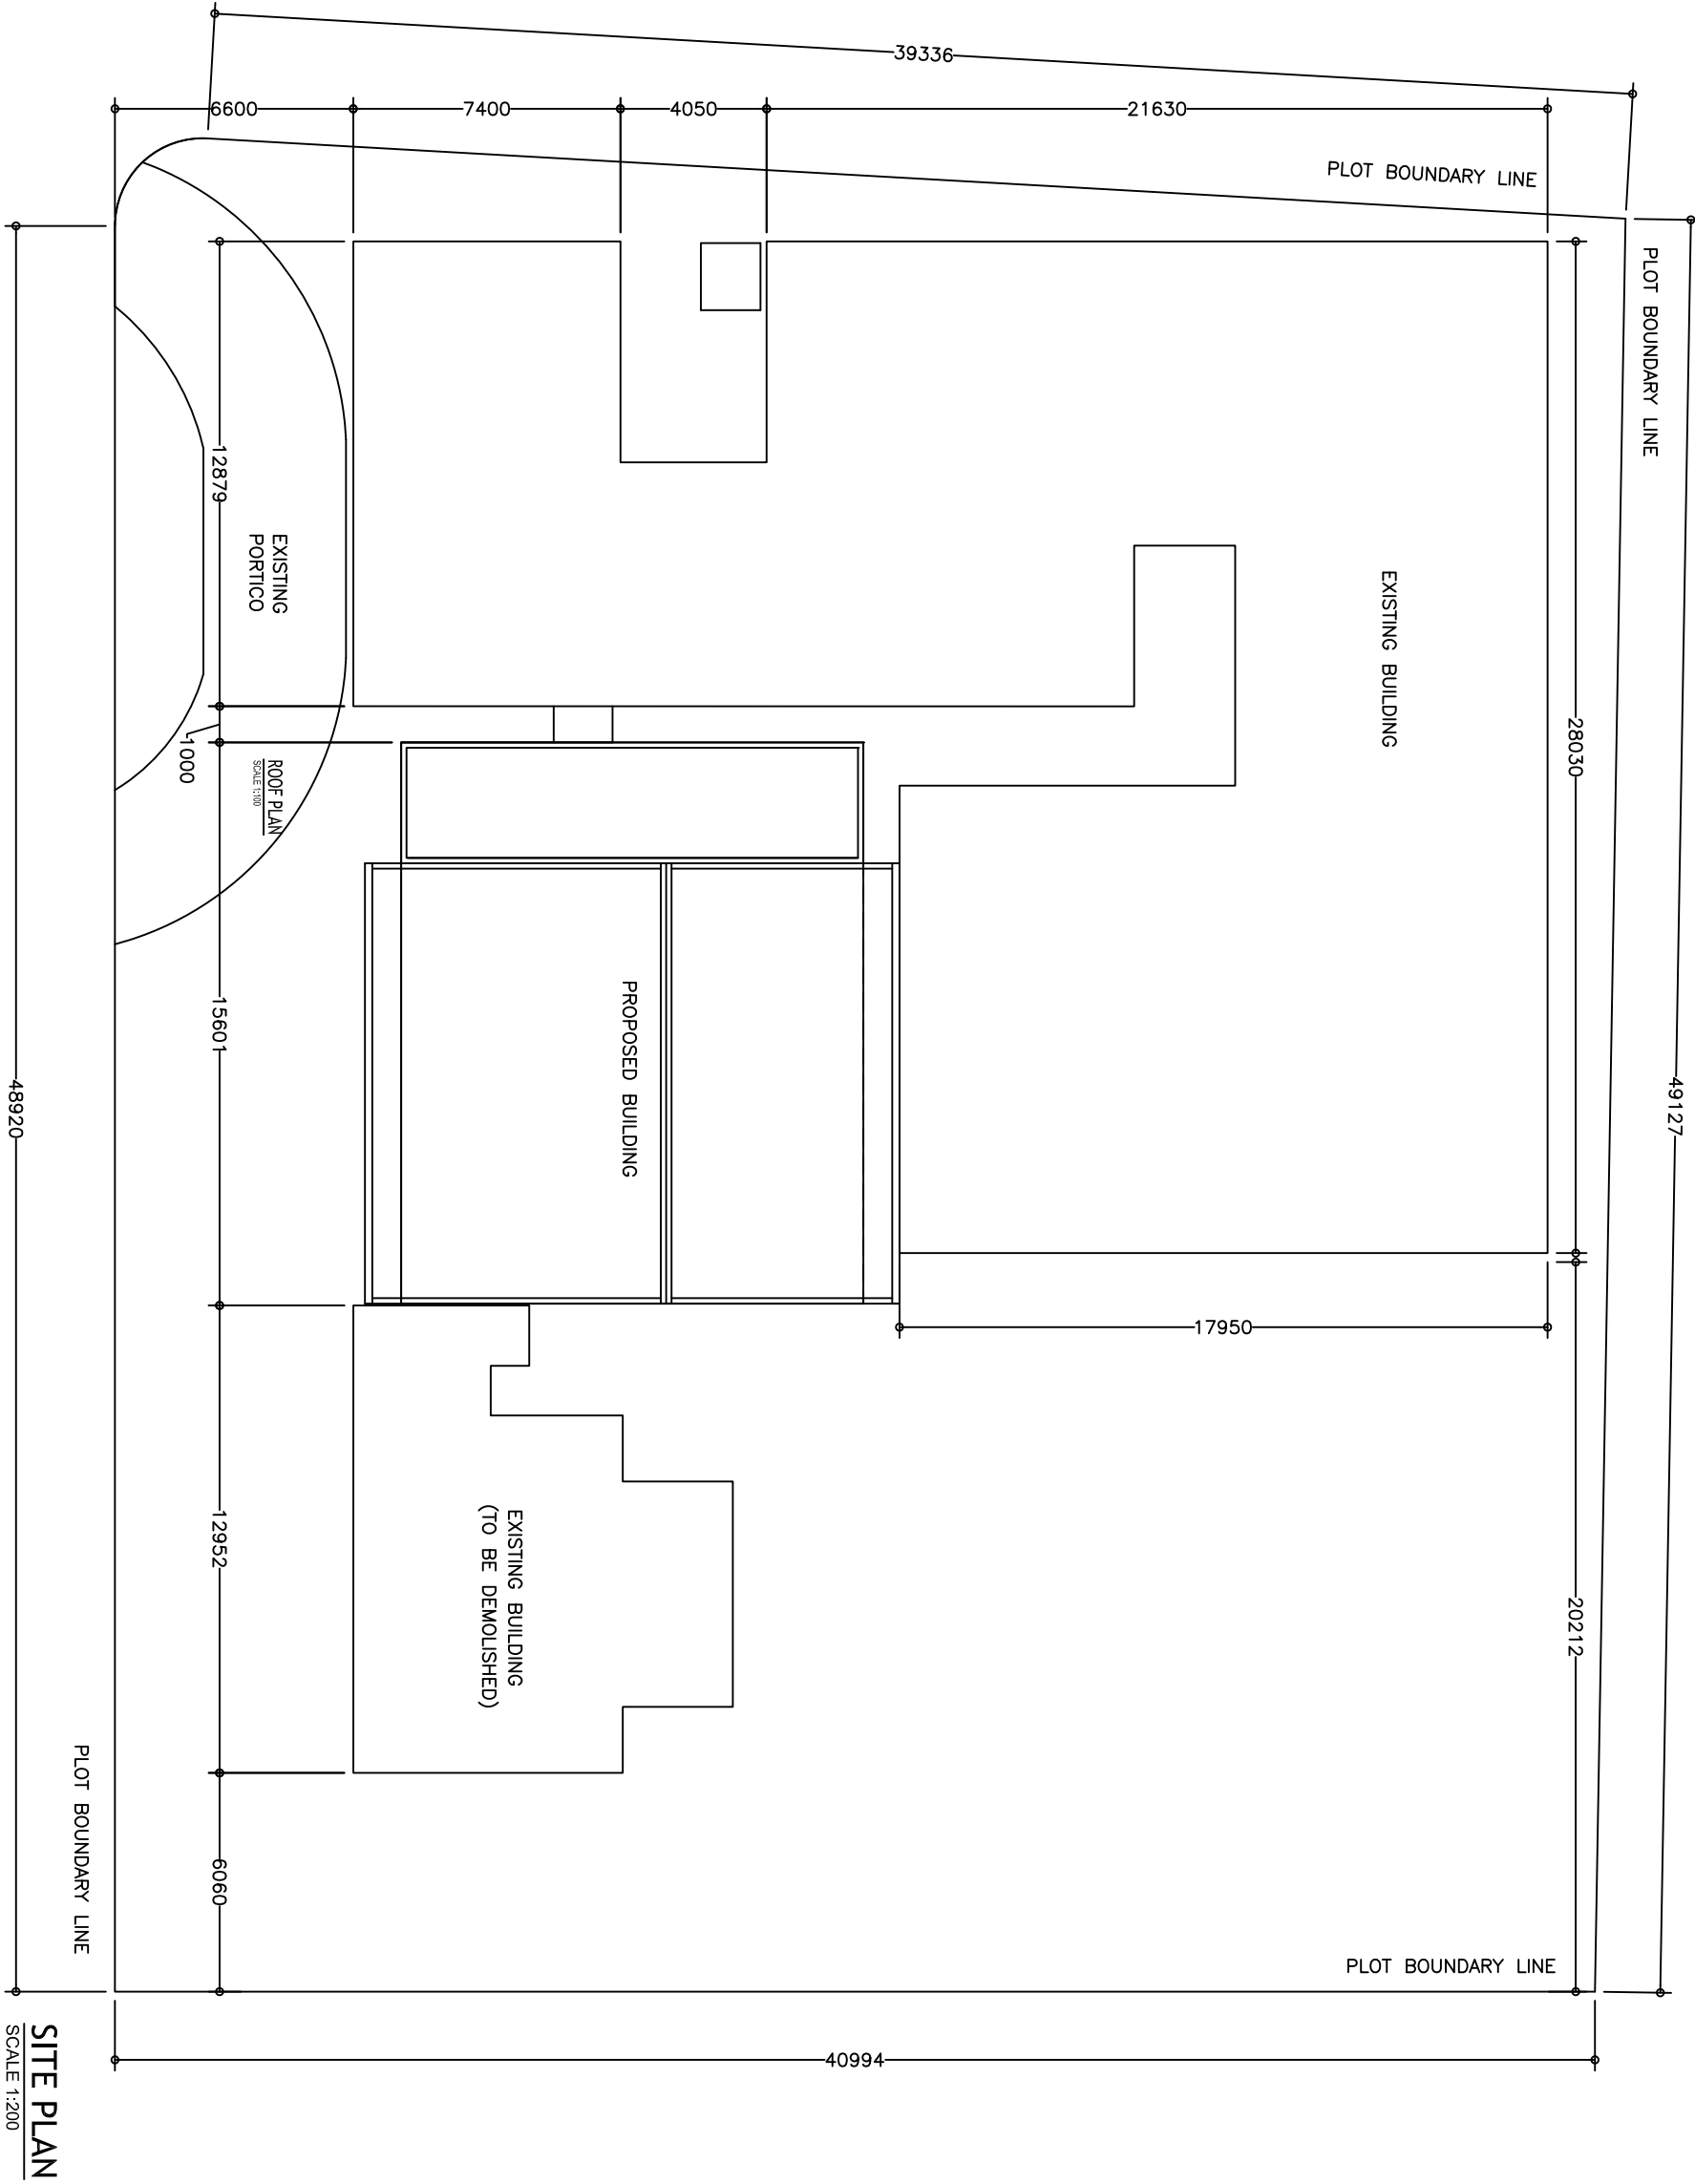 39336
6600
7400
4050
21630
PLOT BOUNDARY LINE
PLOT BOUNDARY LINE
12879
EXISTING
PORTICO
EXISTING BUILDING
28030
1000
ROOF PLAN
SCALE 1:100
15601
PROPOSED BUILDING
48920
49127
17950
12952
EXISTING BUILDING
(TO BE DEMOLISHED)
20212
PLOT BOUNDARY LINE
6060
PLOT BOUNDARY LINE
40994
SITE PLAN
SCALE 1:200